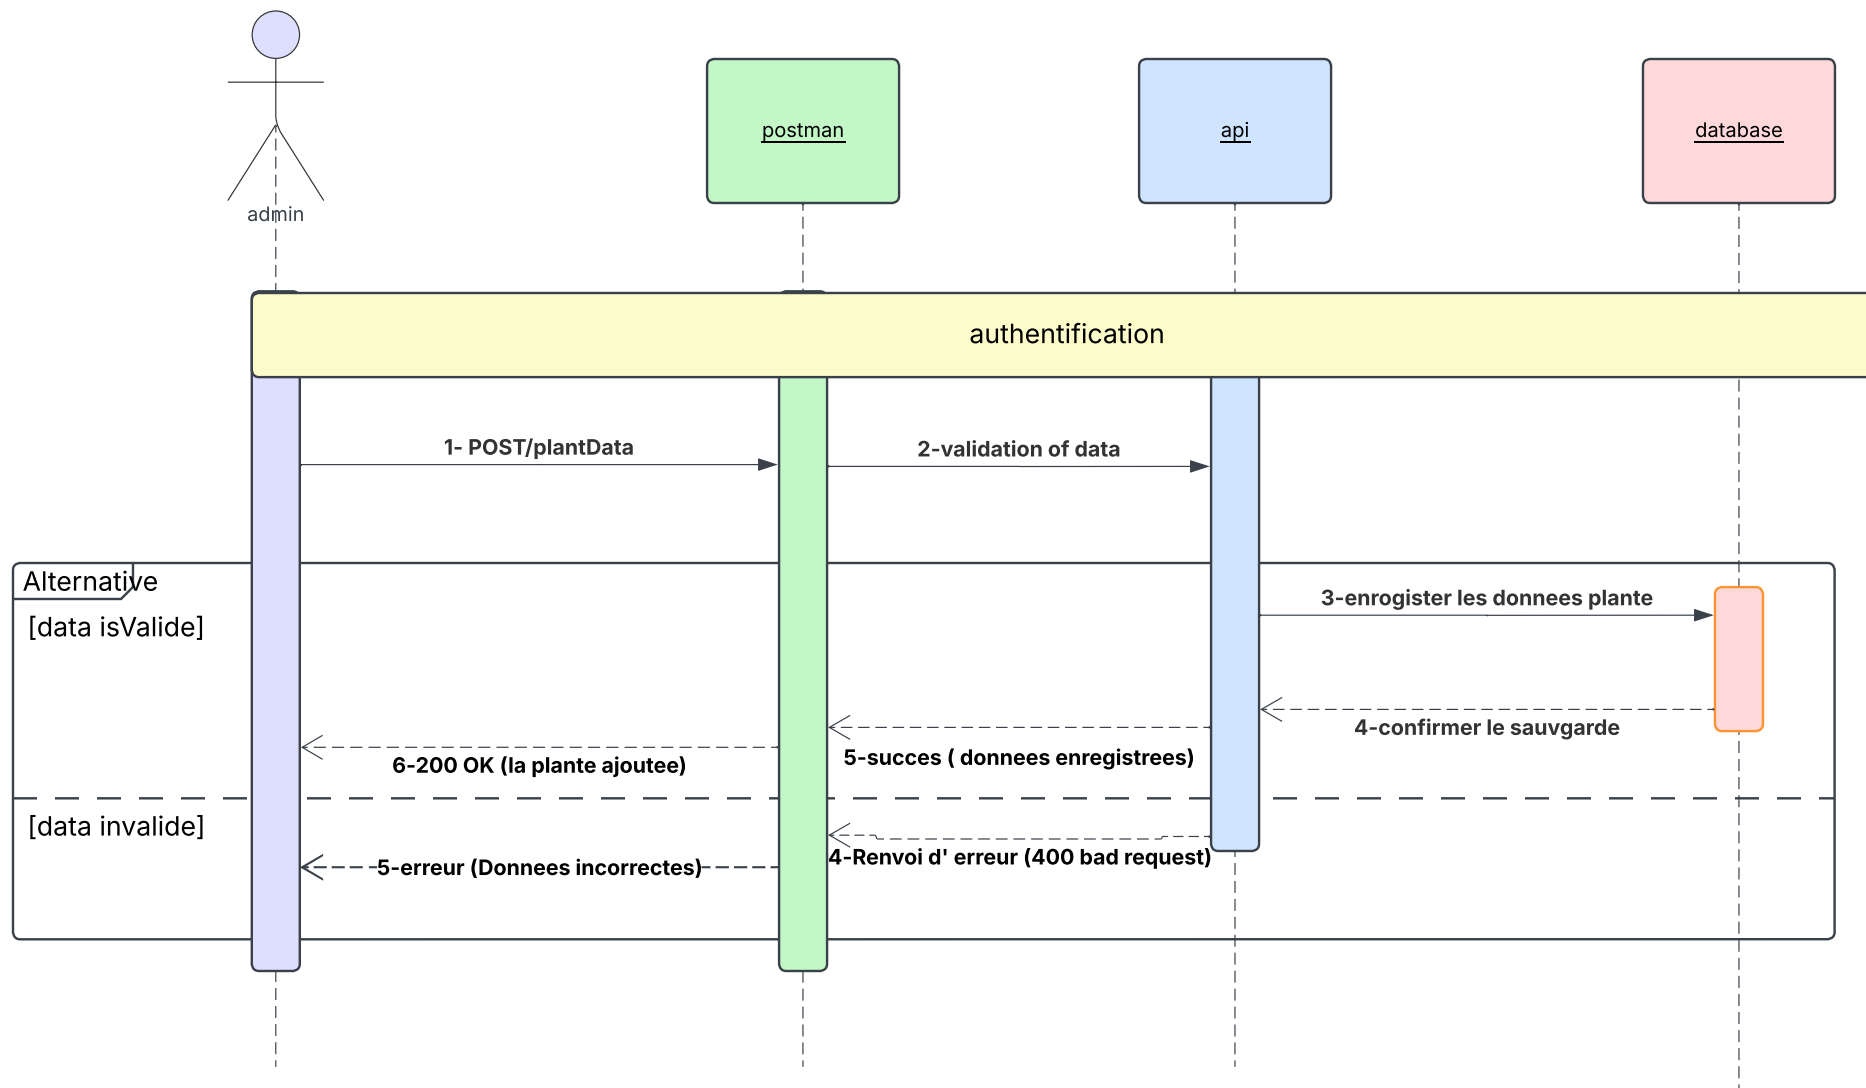 admin
postman
api
database
authentification
1- POST/plantData
2-validation of data
Alternative
[data isValide]
3-enrogister les donnees plante
4-confirmer le sauvgarde
5-succes ( donnees enregistrees)
6-200 OK (la plante ajoutee)
[data invalide]
4-Renvoi d' erreur (400 bad request)
5-erreur (Donnees incorrectes)